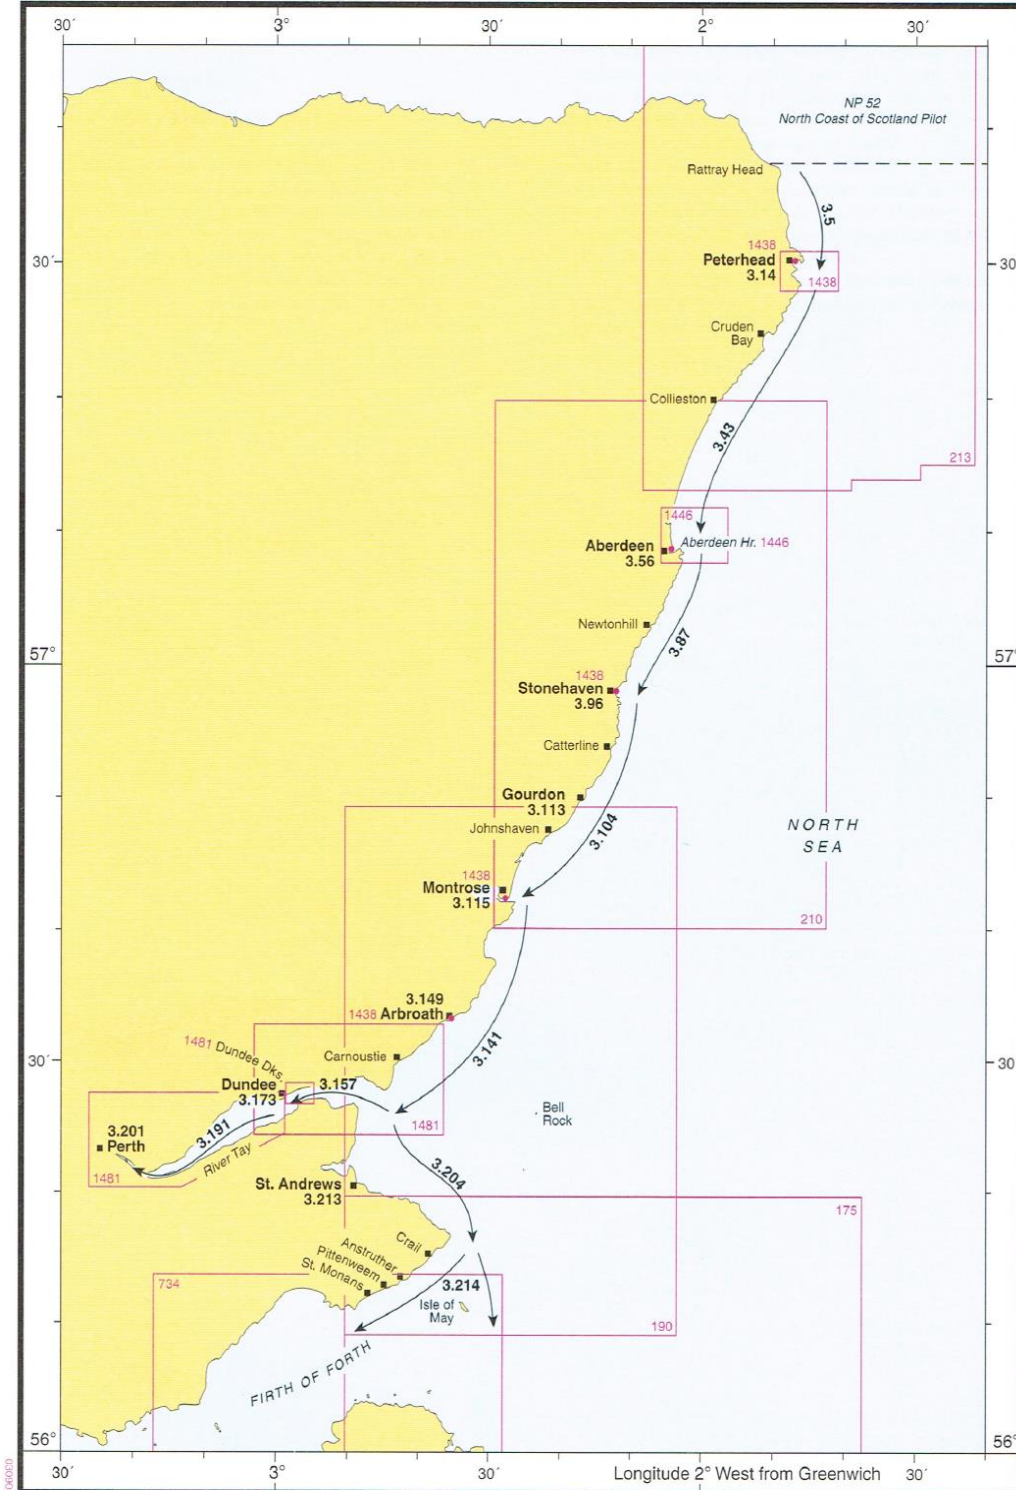 30´ 3° 30´ 2° 30´
NP 52
North Coast of Scotland Pilot
Rattray Head
3.5
1438
30´ Peterhead 30
3.14 1438
Cruden
Bay
Collieston
3.43
213
1446
Aberdeen Aberdeen Hr. 1446
3.56
Newtonhill
3.87
57° 57°
1438
Stonehaven
3.96
Catterline
Gourdon
3.113
3.104
Johnshaven
NORTH
SEA
1438
Montrose
3.115
210
3.149
1438 Arbroath
3.141
1481 Dundee Dks.
30´ Carnoustie 30
Dundee 3.157
3.173
Bell
Rock
1481
3.201
Perth
3.191
River Tay
1481
3.204
St. Andrews
3.213
175
Crail
Anstruther
Pittenweem
St. Monans
734
3.214
Isle of
May
190
FIRTH OF FORTH
56° 56°
30´ 3° 30´ Longitude 2° West from Greenwich 30´